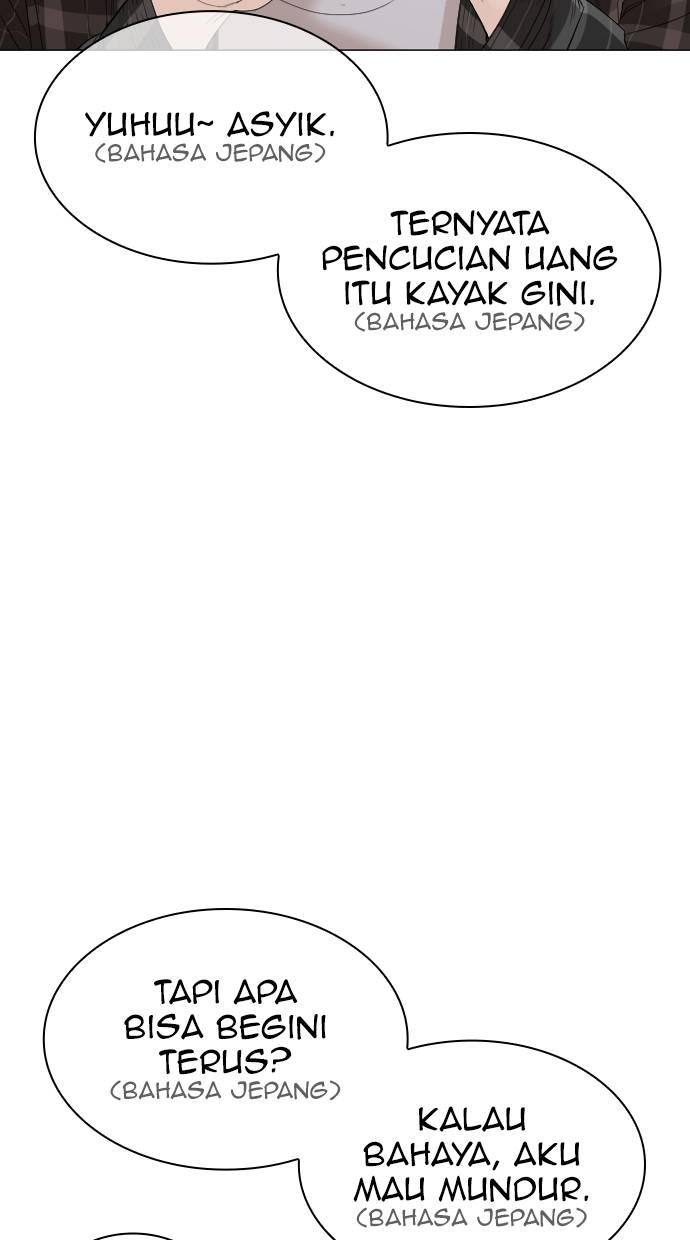 YUHUU~ ASYIK.
(BAHASA JEPANG)
TERNYATA
PENCUCIAN UANG
ITU KAYAK GINI.
(BAHASA JEPANG)
TAPI APA
BISA BEGINI
TERUS?
(BAHASA JEPANG)
KALAU
BAHAYA, AKU
MAU MUNDUR.
(BAHASA JEPANG)